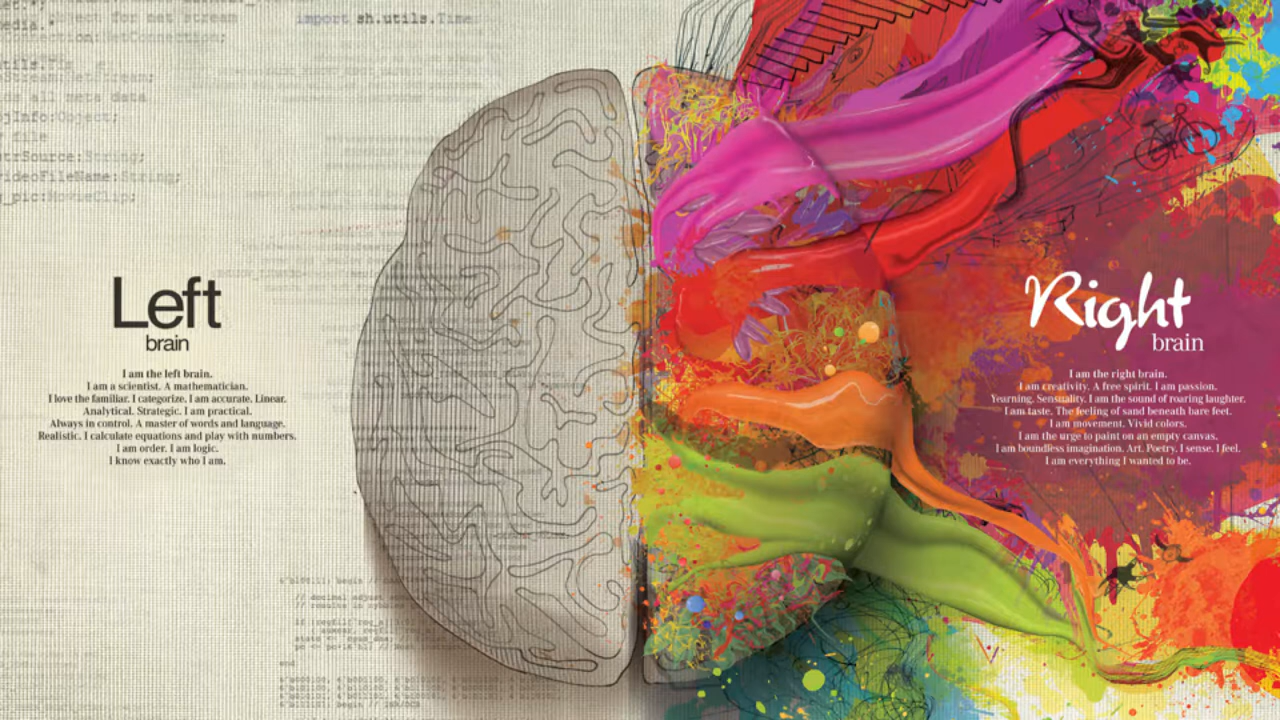 object for net stream
import sh.utils.Time
Left
brain
I am the left brain.
I am a scientist. A mathematician.
I love the familiar. I categorize. I am accurate. Linear.
Analytical. Strategic. I am practical.
Always in control. A master of words and language.
Realistic. I calculate equations and play with numbers.
I am order. I am logic.
I know exactly who I am.
Right
brain
I am the right brain.
I am creativity. A free spirit. I am passion.
Yearning. Sensuality. I am the sound of roaring laughter.
I am taste. The feeling of sand beneath bare feet.
I am movement. Vivid colors.
I am the urge to paint on an empty canvas.
I am boundless imagination. Art. Poetry. I sense. I feel.
I am everything I wanted to be.